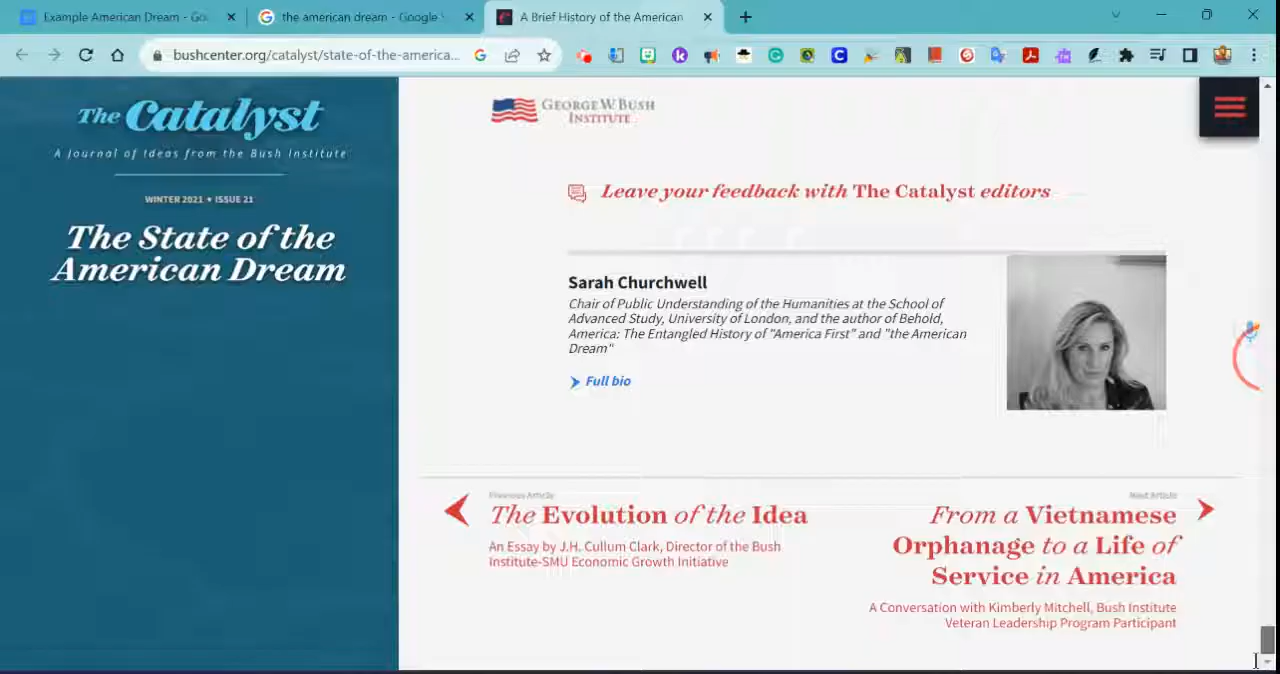 Example American Dream - Go
the american dream - Google
A Brief History of the American
bushcenter.org/catalyst/state-of-the-america...
The Catalyst
A Journal of Ideas from the Bush Institute
WINTER 2021 ✦ ISSUE 21
The State of the
American Dream
GEORGE W. BUSH
INSTITUTE
Leave your feedback with The Catalyst editors
Sarah Churchwell
Chair of Public Understanding of the Humanities at the School of
Advanced Study, University of London, and the author of Behold,
America: The Entangled History of "America First" and "the American
Dream"
Full bio
Previous Article
The Evolution of the Idea
An Essay by J.H. Cullum Clark, Director of the Bush
Institute-SMU Economic Growth Initiative
Next Article
From a Vietnamese
Orphanage to a Life of
Service in America
A Conversation with Kimberly Mitchell, Bush Institute
Veteran Leadership Program Participant